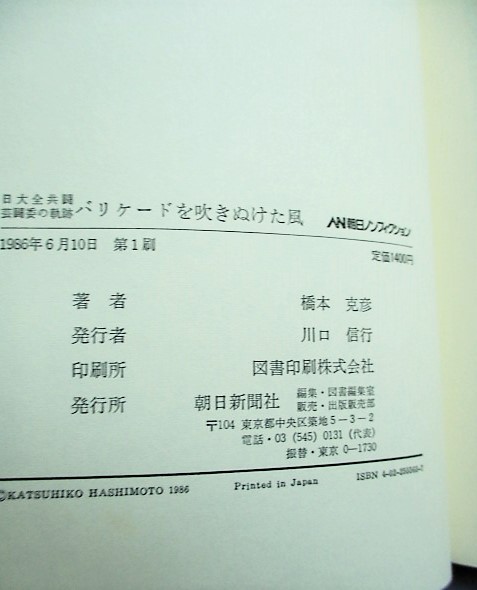 日大全共闘
芸闘委の軌跡
バリケードを吹きぬけた風 AN朝日ノンフィクション
1986年6月10日 第1刷
定価1400円
著者 橋本 克彦
発行者 川口 信行
印刷所 図書印刷株式会社
発行所 朝日新聞社 編集・図書編集室
販売・出版販売部
〒104 東京都中央区築地5-3-2
電話・03 (545) 0131 (代表)
振替・東京 0-1730
©KATSUHIKO HASHIMOTO 1986 Printed in Japan ISBN